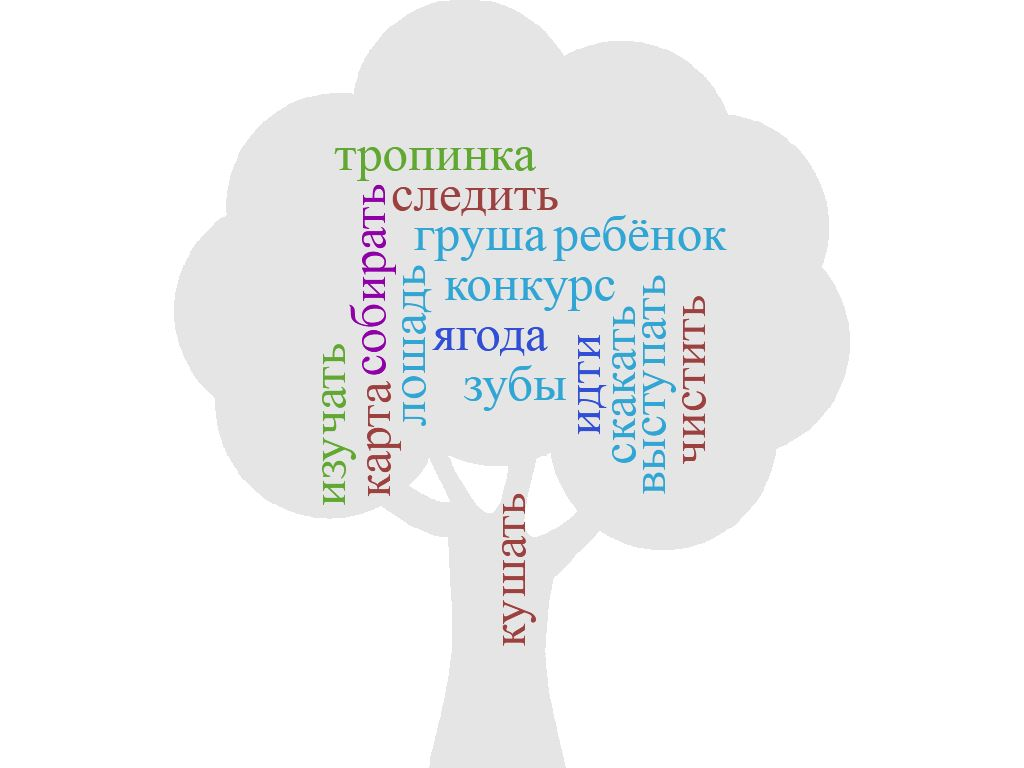 тропинка
следить
груша ребёнок
конкурс
ягода
зубы
собирать
лошадь
изучать
карта
идти
скакать
выступать
чистить
кушать